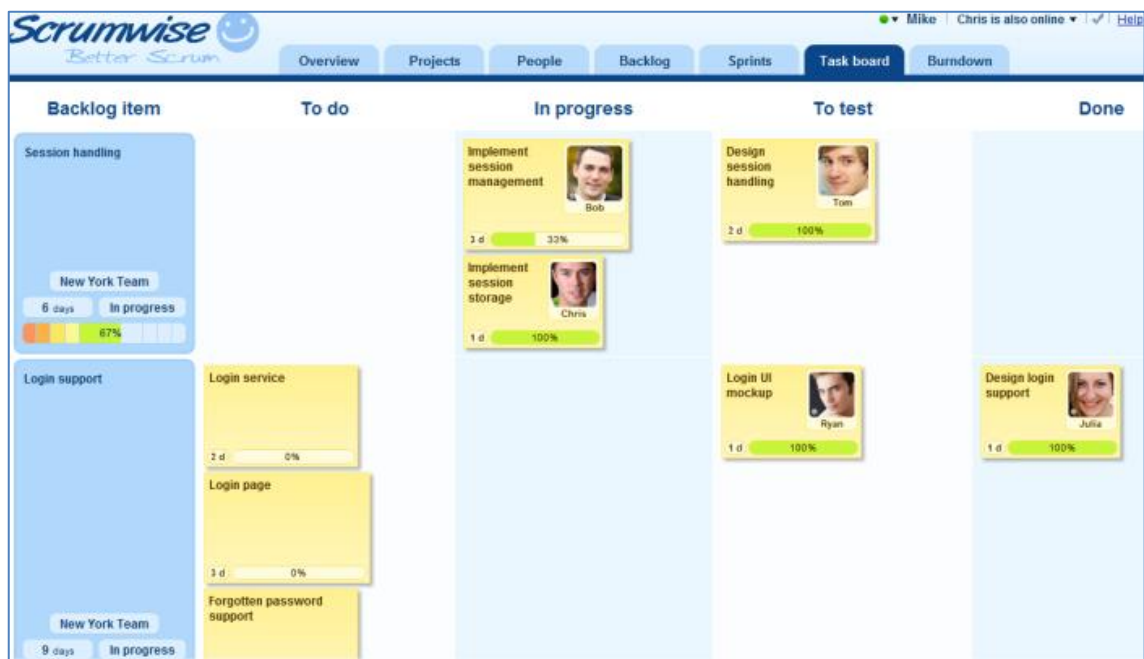 Scrumwise
Better Scrum
Mike Chris is also online Help
Overview Projects People Backlog Sprints Task board Burndown
Backlog item To do In progress To test Done
Session handling
New York Team
6 days In progress
67%
Implement
session
management
Bob
3 d 33%
Implement
session
storage
Chris
1 d 100%
Design
session
handling
Tom
2 d 100%
Login support
New York Team
9 days In progress
Login service
2 d 0%
Login page
3 d 0%
Forgotten password
support
Login UI
mockup
Ryan
1 d 100%
Design login
support
Julia
1 d 100%